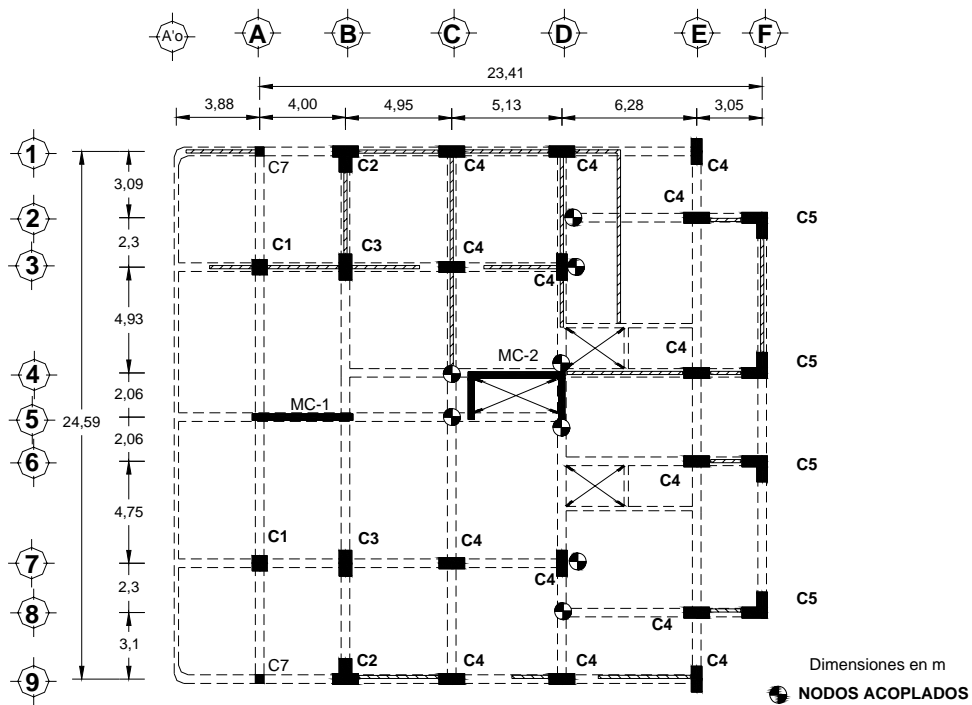 A'o A B C D E F
23,41
3,88 4,00 4,95 5,13 6,28 3,05
1
C7 C2 C4 C4 C4
3,09
C4
2 C5
2,3
C1 C3 C4
3
C4
4,93
MC-2 C4 C5
4
MC-1
2,06
5
24,59
2,06
6 C5
C4
4,75
C1 C3 C4
7
C4
2,3
C5
8
C4
3,1
C7 C2 C4 C4 C4
9
Dimensiones en m
NODOS ACOPLADOS